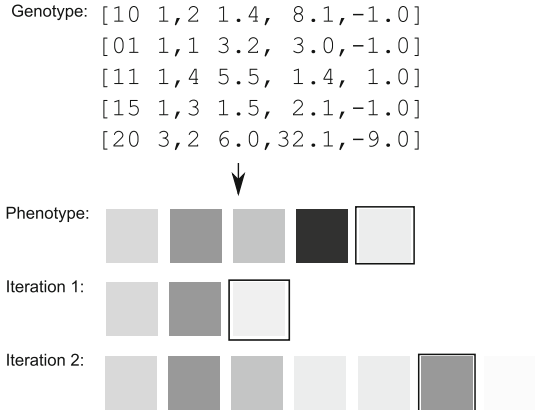 Genotype: [10 1,2 1.4, 8.1,-1.0]
[01 1,1 3.2, 3.0,-1.0]
[11 1,4 5.5, 1.4, 1.0]
[15 1,3 1.5, 2.1,-1.0]
[20 3,2 6.0,32.1,-9.0]
Phenotype:
Iteration 1:
Iteration 2: